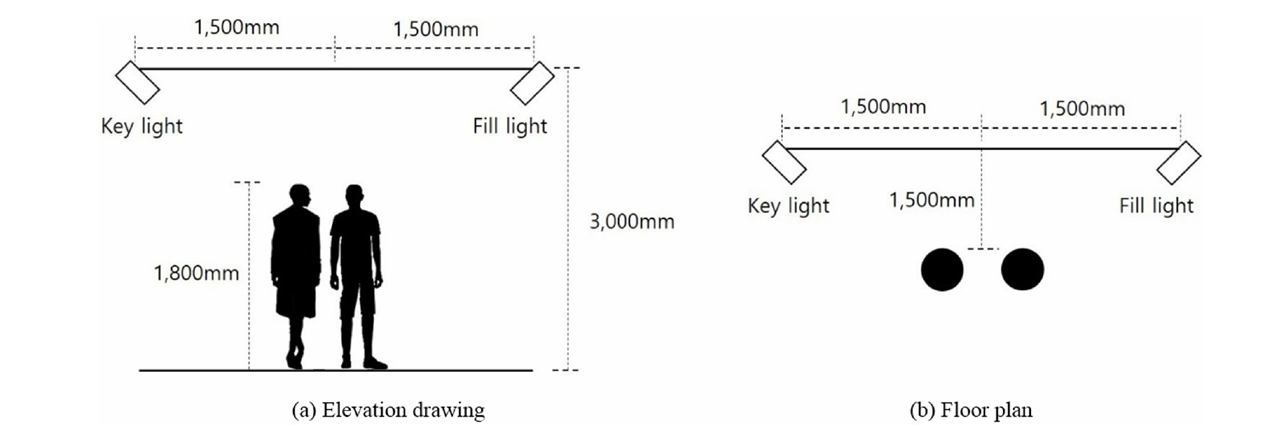 1,500mm
1,500mm
Key light
Fill light
1,800mm
3,000mm
(a) Elevation drawing
1,500mm
1,500mm
1,500mm
Key light
Fill light
(b) Floor plan